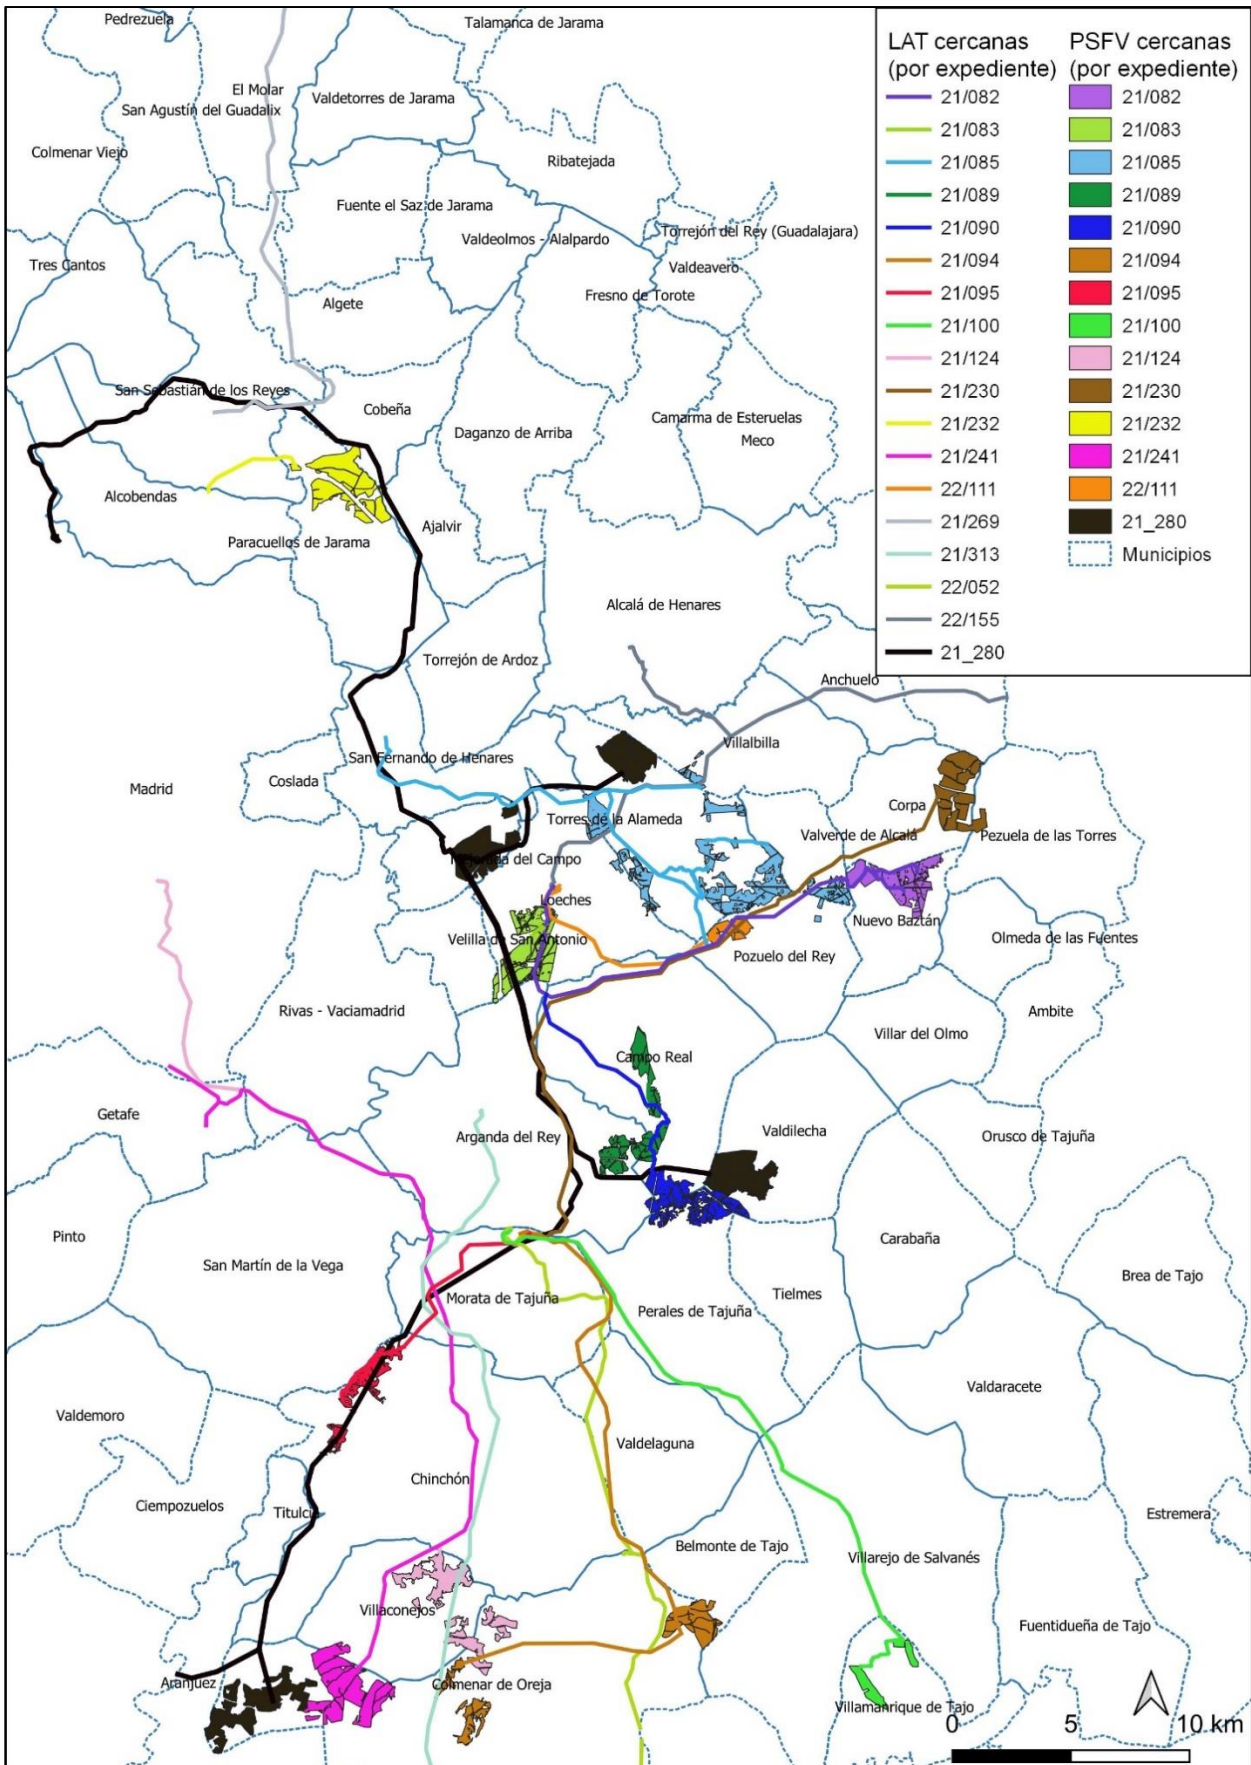 Pedrezuela
Talamanca de Jarama
El Molar
San Agustín del Guadalix
Valdetorres de Jarama
Colmenar Viejo
Ribatejada
Fuente el Saz de Jarama
Valdeolmos - Alalpardo
Torrejón del Rey (Guadalajara)
Tres Cantos
Valdeavero
Algete
Fresno de Torote
San Sebastián de los Reyes
Cobeña
Daganzo de Arriba
Camarma de Esteruelas
Meco
Alcobendas
Ajalvir
Paracuellos de Jarama
Alcalá de Henares
Torrejón de Ardoz
Anchuelo
San Fernando de Henares
Villalbilla
Coslada
Madrid
Corpa
Torres de la Alameda
Valverde de Alcalá
Pezuela de las Torres
Mejorada del Campo
Loeches
Nuevo Baztán
Velilla de San Antonio
Olmeda de las Fuentes
Pozuelo del Rey
Rivas - Vaciamadrid
Ambite
Villar del Olmo
Campo Real
Getafe
Arganda del Rey
Valdilecha
Orusco de Tajuña
Pinto
San Martín de la Vega
Carabaña
Brea de Tajo
Morata de Tajuña
Perales de Tajuña
Tielmes
Valdaracete
Valdemoro
Valdelaguna
Chinchón
Ciempozuelos
Titulcia
Estremera
Belmonte de Tajo
Villarejo de Salvanés
Villaconejos
Fuentidueña de Tajo
Aranjuez
Colmenar de Oreja
Villamanrique de Tajo
LAT cercanas
(por expediente)
21/082
21/083
21/085
21/089
21/090
21/094
21/095
21/100
21/124
21/230
21/232
21/241
22/111
21/269
21/313
22/052
22/155
21_280
PSFV cercanas
(por expediente)
21/082
21/083
21/085
21/089
21/090
21/094
21/095
21/100
21/124
21/230
21/232
21/241
22/111
21_280
Municipios
0 5 10 km